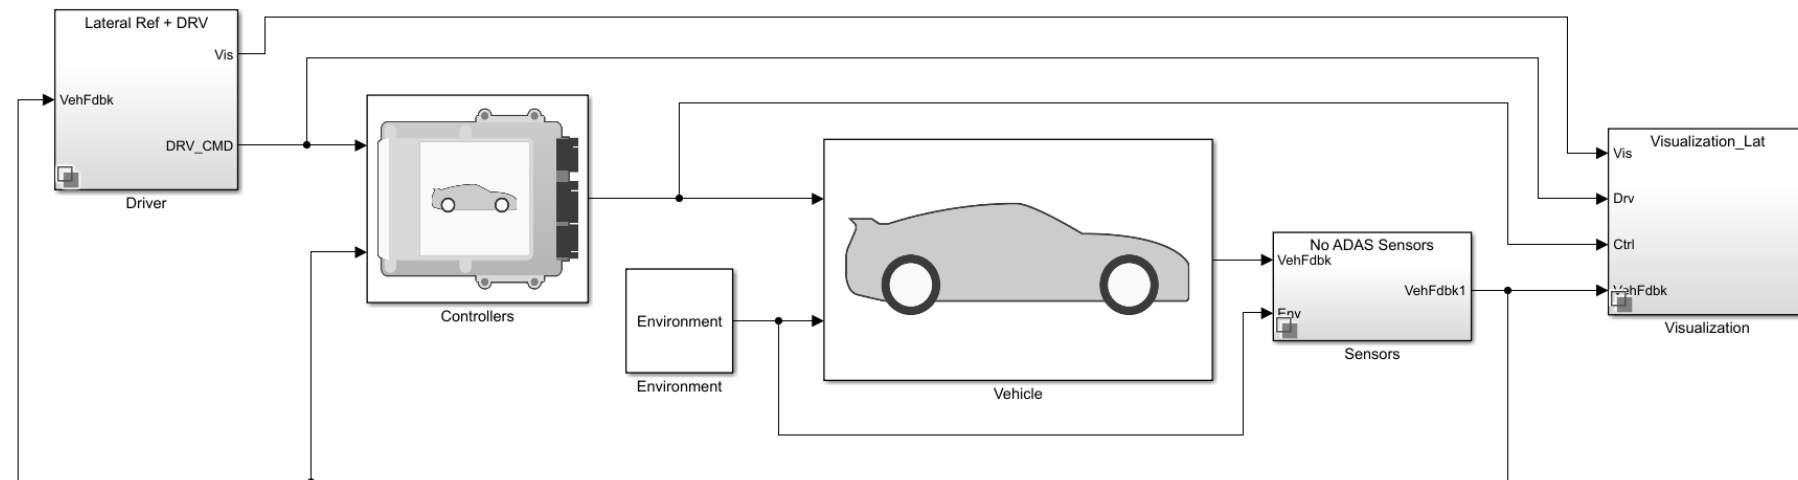 Lateral Ref + DRV
Vis
VehFdbk
DRV_CMD
Driver
Controllers
Environment
Environment
Vehicle
No ADAS Sensors
VehFdbk
VehFdbk1
Env
Sensors
Visualization_Lat
Vis
Drv
Ctrl
VehFdbk
Visualization